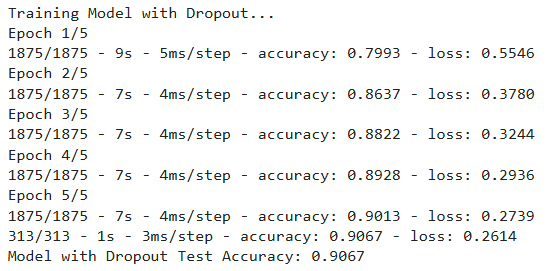 Training Model with Dropout...
Epoch 1/5
1875/1875 - 9s - 5ms/step - accuracy: 0.7993 - loss: 0.5546
Epoch 2/5
1875/1875 - 7s - 4ms/step - accuracy: 0.8637 - loss: 0.3780
Epoch 3/5
1875/1875 - 7s - 4ms/step - accuracy: 0.8822 - loss: 0.3244
Epoch 4/5
1875/1875 - 7s - 4ms/step - accuracy: 0.8928 - loss: 0.2936
Epoch 5/5
1875/1875 - 7s - 4ms/step - accuracy: 0.9013 - loss: 0.2739
313/313 - 1s - 3ms/step - accuracy: 0.9067 - loss: 0.2614
Model with Dropout Test Accuracy: 0.9067